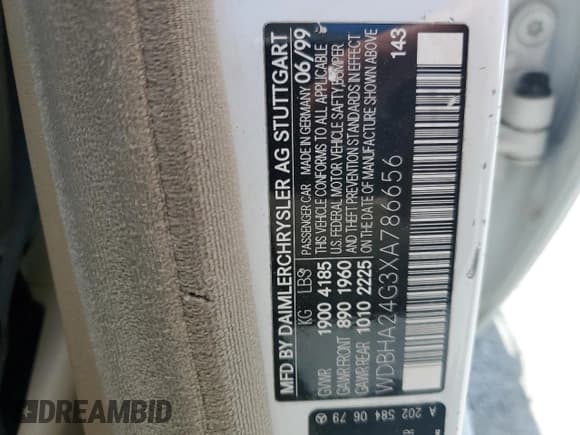 MFD BY DAIMLERCHRYSLER AG STUTTGART
KG LBS PASSENGER CAR MADE IN GERMANY 06/99
GVWR 1900 4185 THIS VEHICLE CONFORMS TO ALL APPLICABLE
GAWR FRONT 890 1960 U.S. FEDERAL MOTOR VEHICLE SAFTY BUMPER
GAWR REAR 1010 2225 AND THEFT PREVENTION STANDARDS IN EFFECT
ON THE DATE OF MANUFACTURE SHOWN ABOVE
143
WDBHA24G3XA786656
A 202 584 06 79
DREAMBID